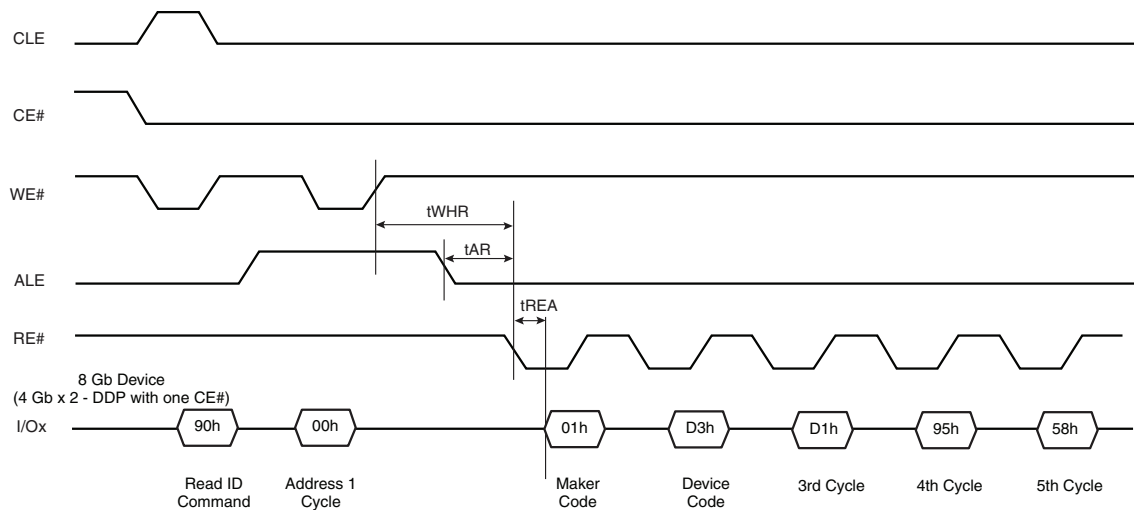 CLE
CE#
WE#
tWHR
tAR
ALE
tREA
RE#
8 Gb Device
(4 Gb x 2 - DDP with one CE#)
I/Ox
90h
00h
01h
D3h
D1h
95h
58h
Read ID
Command
Address 1
Cycle
Maker
Code
Device
Code
3rd Cycle
4th Cycle
5th Cycle